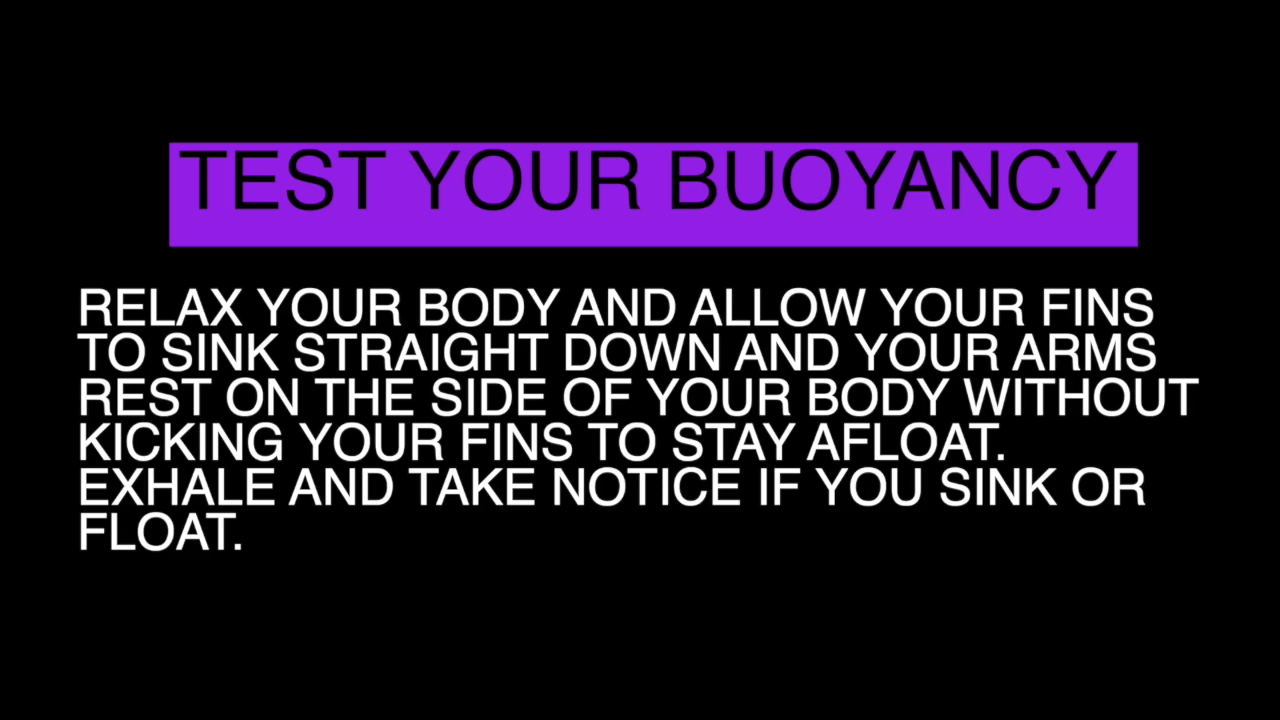 TEST YOUR BUOYANCY
RELAX YOUR BODY AND ALLOW YOUR FINS
TO SINK STRAIGHT DOWN AND YOUR ARMS
REST ON THE SIDE OF YOUR BODY WITHOUT
KICKING YOUR FINS TO STAY AFLOAT.
EXHALE AND TAKE NOTICE IF YOU SINK OR
FLOAT.